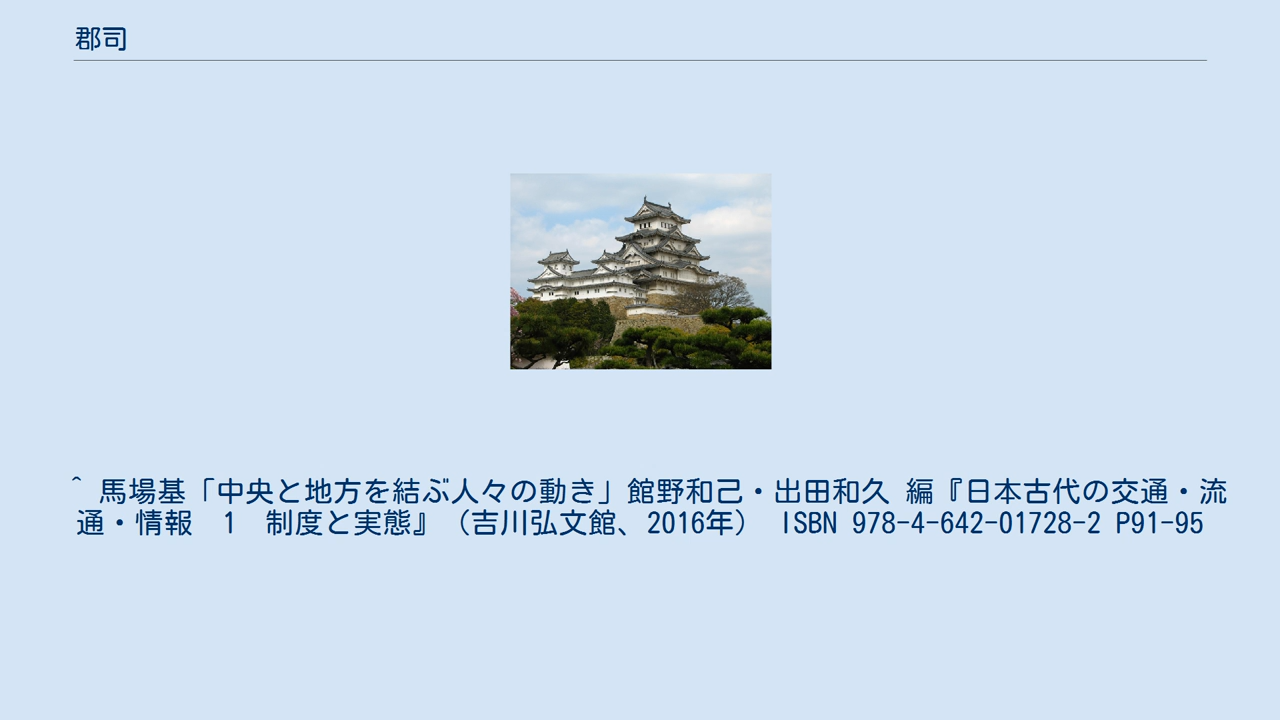 郡司
^ 馬場基「中央と地方を結ぶ人々の動き」館野和己・出田和久 編『日本古代の交通・流
通・情報　1　制度と実態』（吉川弘文館、2016年） ISBN 978-4-642-01728-2 P91-95